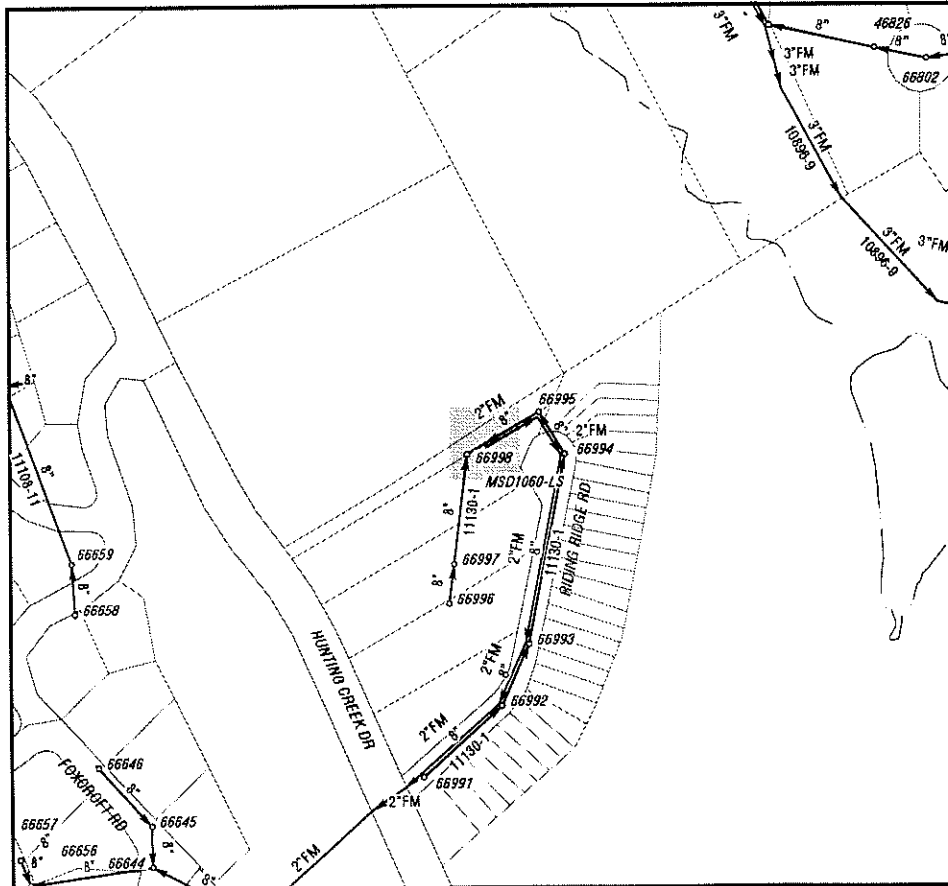 3"FM
8"
46826
8"
8"
66802
3"FM
3"FM
3"FM
10896-9
3"FM
3"FM
10896-9
8"
11108-11
8"
66659
8"
66658
2"FM
8"
66995
8"
2"FM
66994
66998
MSD1060-LS
8"
11130-1
2"FM
8"
11130-1
RIDING RIDGE RD
66997
8"
66996
66993
2"FM
8"
66992
HUNTING CREEK DR
2"FM
8"
11130-1
66991
2"FM
2"FM
66646
FOXCROFT RD
8"
66645
66657
8"
8"
66656
8"
66644
8"
8"